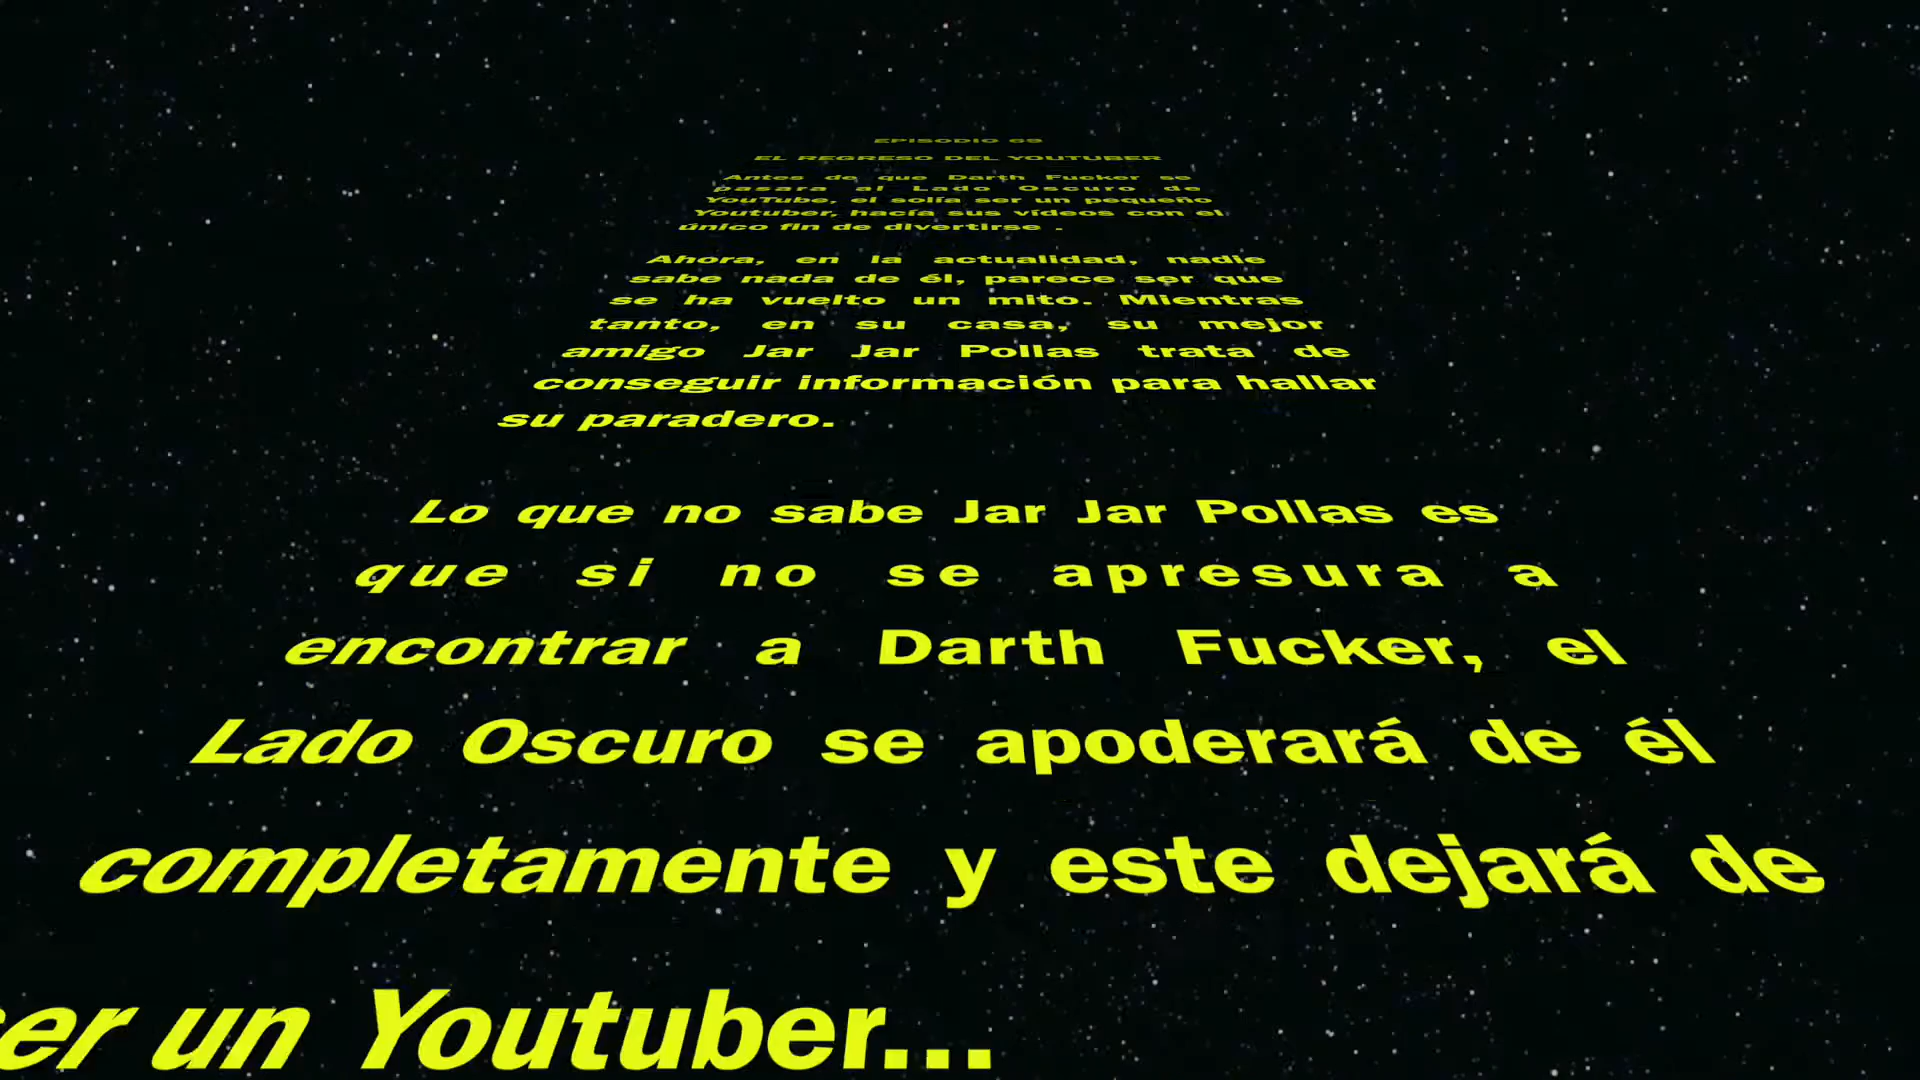 EPISODIO 69
EL REGRESO DEL YOUTUBER
Antes de que Darth Fucker se
pasara al Lado Oscuro de
YouTube, el solía ser un pequeño
Youtuber, hacía sus vídeos con el
único fin de divertirse .
Ahora, en la actualidad, nadie
sabe nada de él, parece ser que
se ha vuelto un mito. Mientras
tanto, en su casa, su mejor
amigo Jar Jar Pollas trata de
conseguir información para hallar
su paradero.
Lo que no sabe Jar Jar Pollas es
que si no se apresura a
encontrar a Darth Fucker, el
Lado Oscuro se apoderará de él
completamente y este dejará de
er un Youtuber...